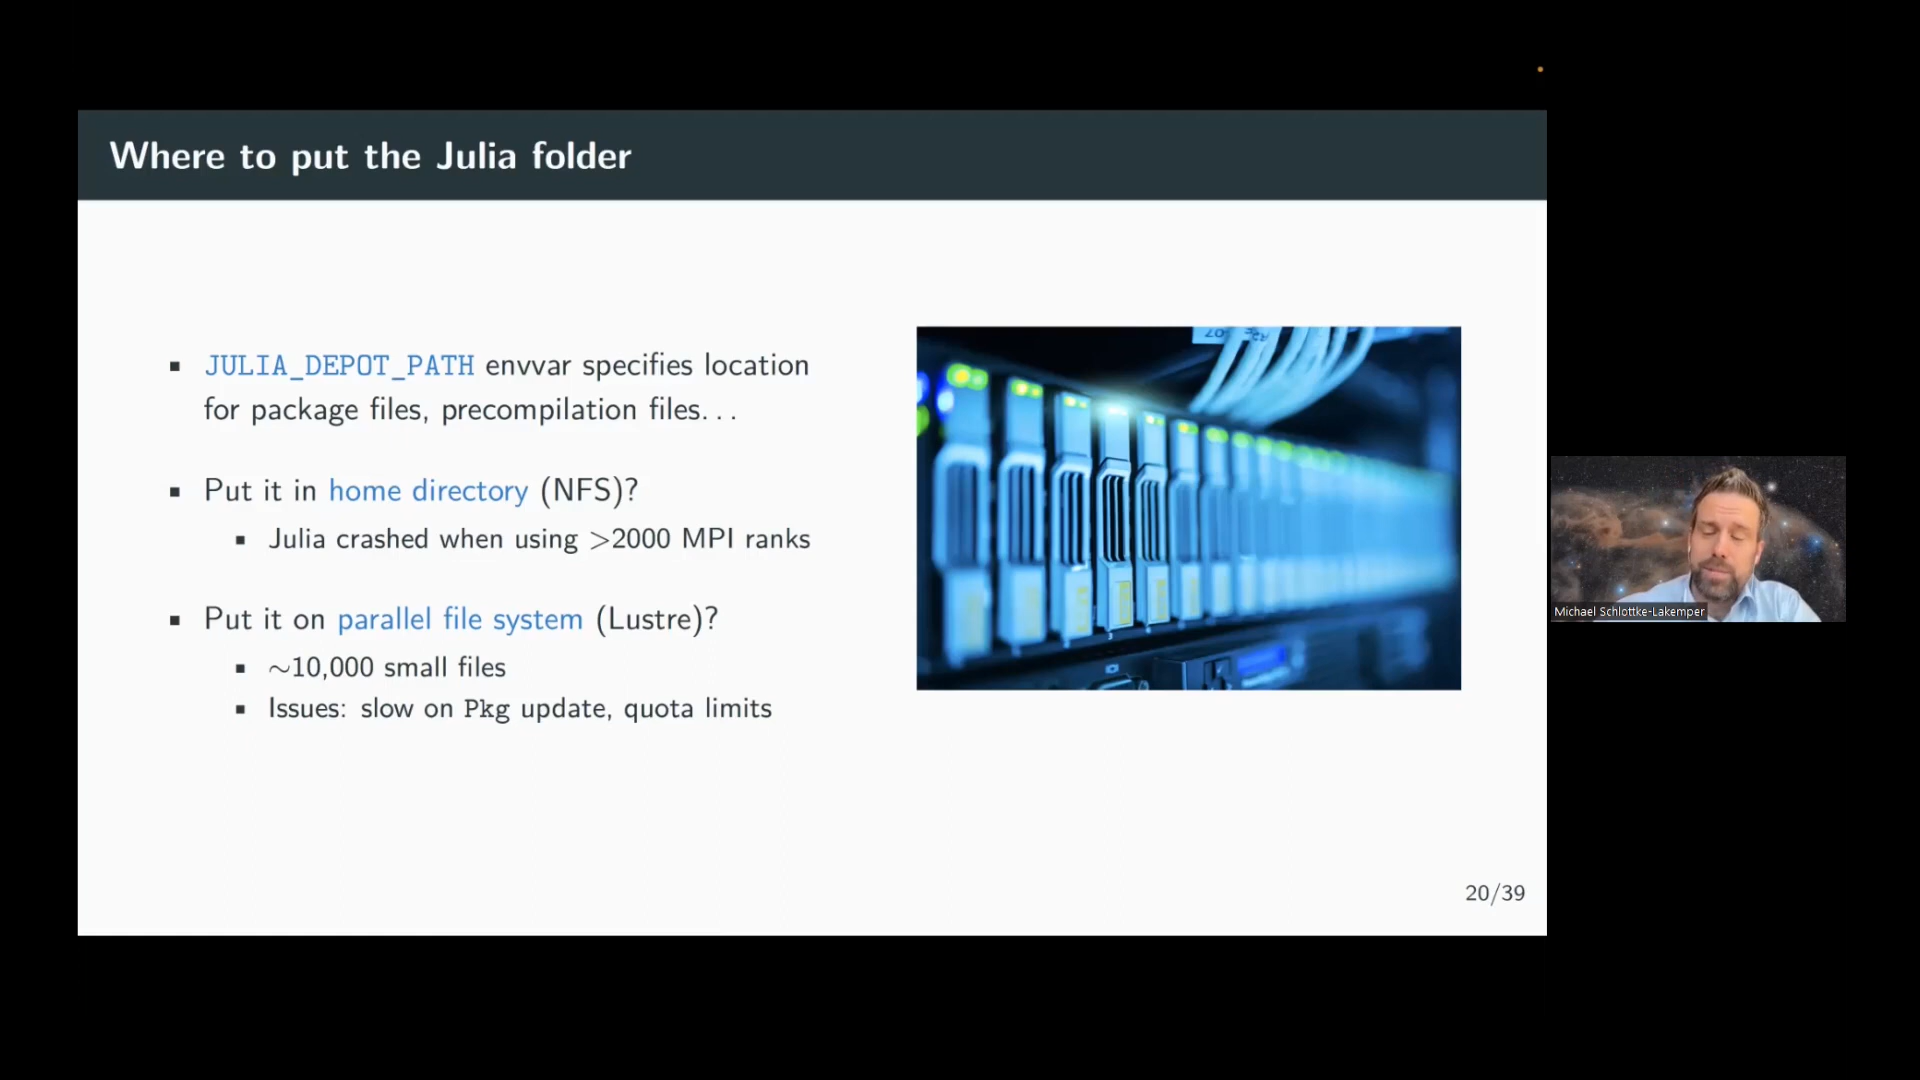 Where to put the Julia folder
▪ JULIA_DEPOT_PATH envvar specifies location
for package files, precompilation files...
▪ Put it in home directory (NFS)?
▪ Julia crashed when using >2000 MPI ranks
▪ Put it on parallel file system (Lustre)?
▪ ~10,000 small files
▪ Issues: slow on Pkg update, quota limits
20/39
Michael Schlottke-Lakemper